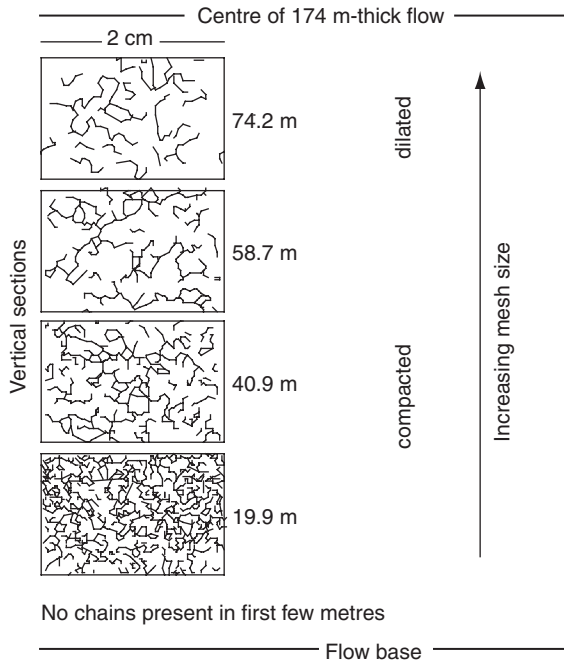 Centre of 174 m-thick flow
2 cm
74.2 m
58.7 m
40.9 m
19.9 m
Vertical sections
dilated
compacted
Increasing mesh size
No chains present in first few metres
Flow base